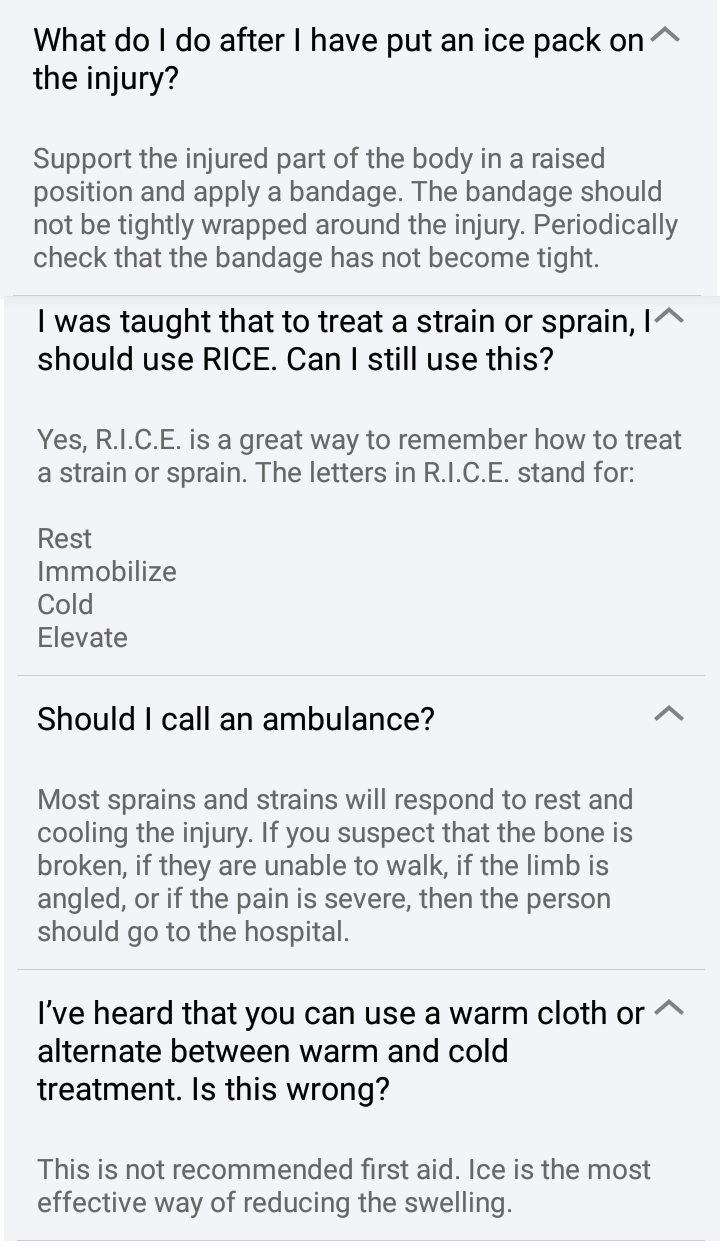 What do I do after I have put an ice pack on
the injury?
Support the injured part of the body in a raised
position and apply a bandage. The bandage should
not be tightly wrapped around the injury. Periodically
check that the bandage has not become tight.
I was taught that to treat a strain or sprain, I
should use RICE. Can I still use this?
Yes, R.I.C.E. is a great way to remember how to treat
a strain or sprain. The letters in R.I.C.E. stand for:
Rest
Immobilize
Cold
Elevate
Should I call an ambulance?
Most sprains and strains will respond to rest and
cooling the injury. If you suspect that the bone is
broken, if they are unable to walk, if the limb is
angled, or if the pain is severe, then the person
should go to the hospital.
I’ve heard that you can use a warm cloth or
alternate between warm and cold
treatment. Is this wrong?
This is not recommended first aid. Ice is the most
effective way of reducing the swelling.